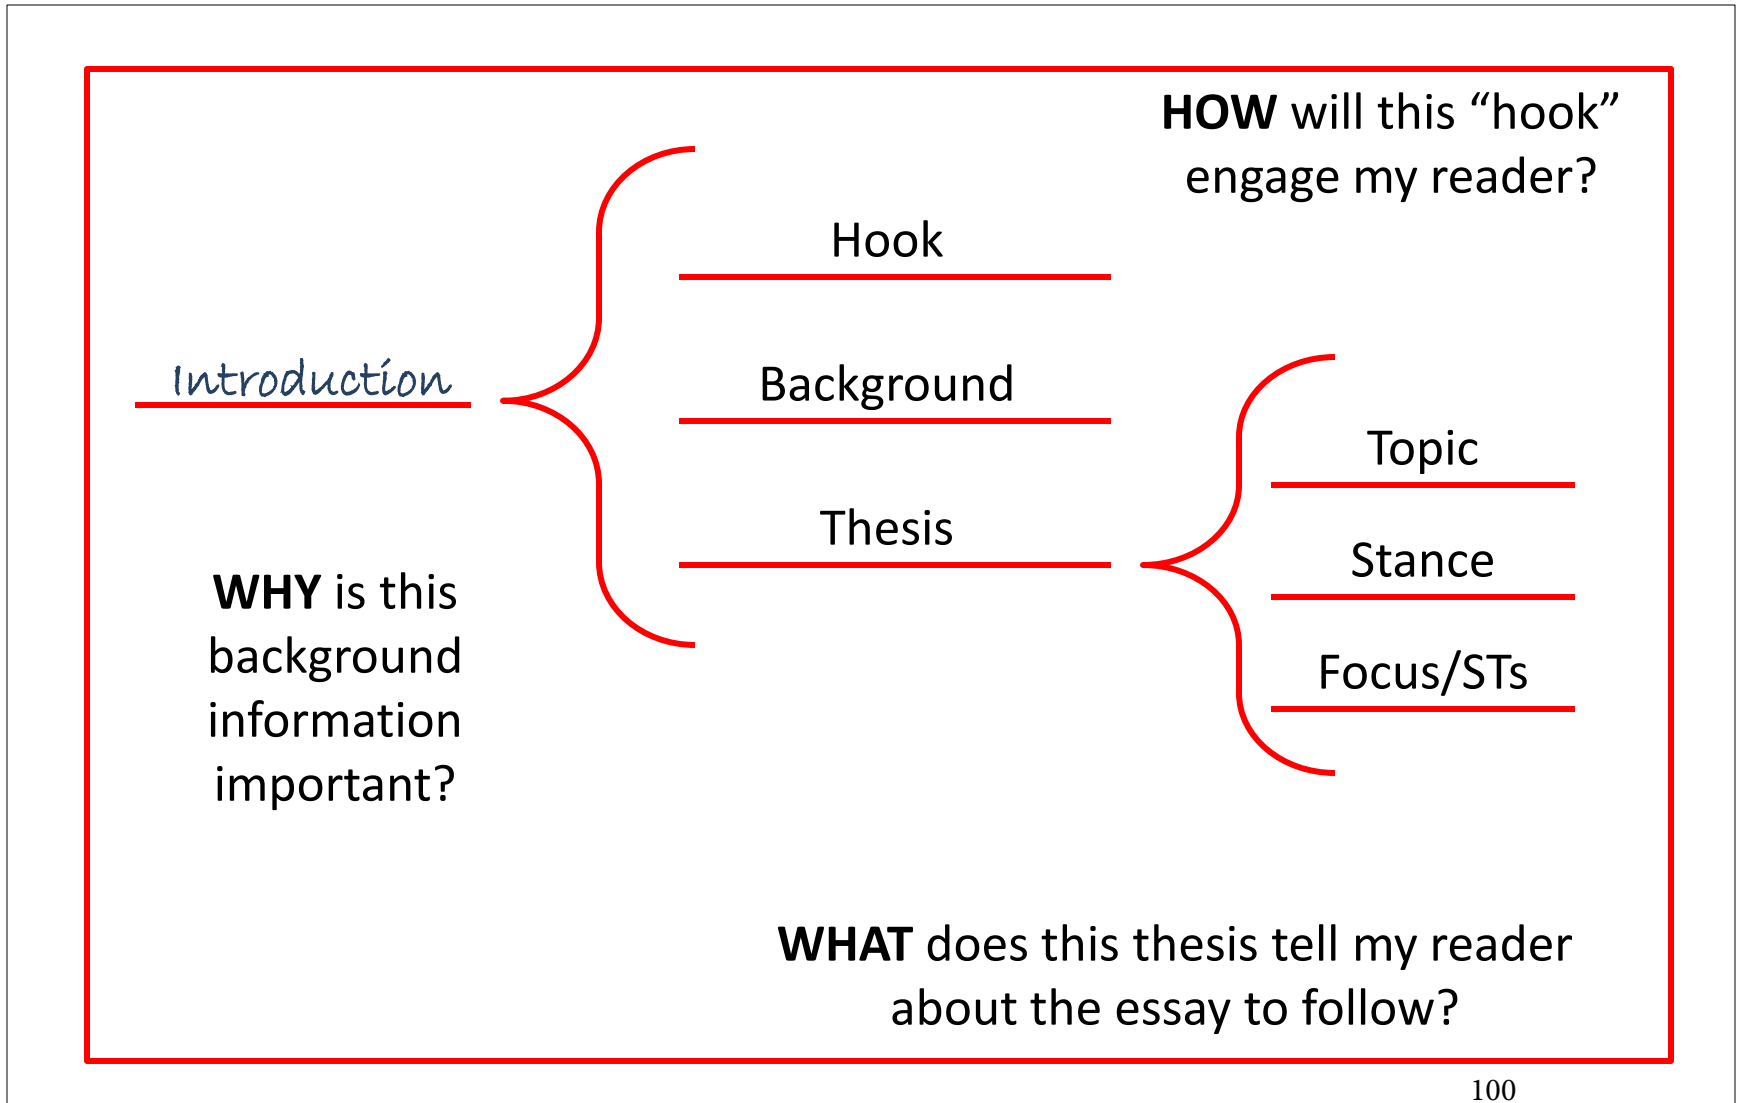 HOW will this “hook”
engage my reader?
Hook
Introduction
Background
Thesis
Topic
Stance
Focus/STs
WHY is this
background
information
important?
WHAT does this thesis tell my reader
about the essay to follow?
100